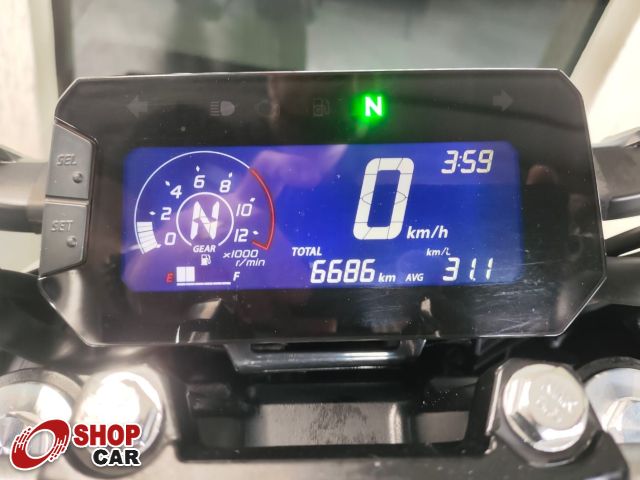 N
SEL
SET
3:59
0 km/h
0 2 4 6 8 10 12
N
GEAR
x1000 r/min
E F
TOTAL 6686 km
km/L
AVG 31.1
SHOP
CAR